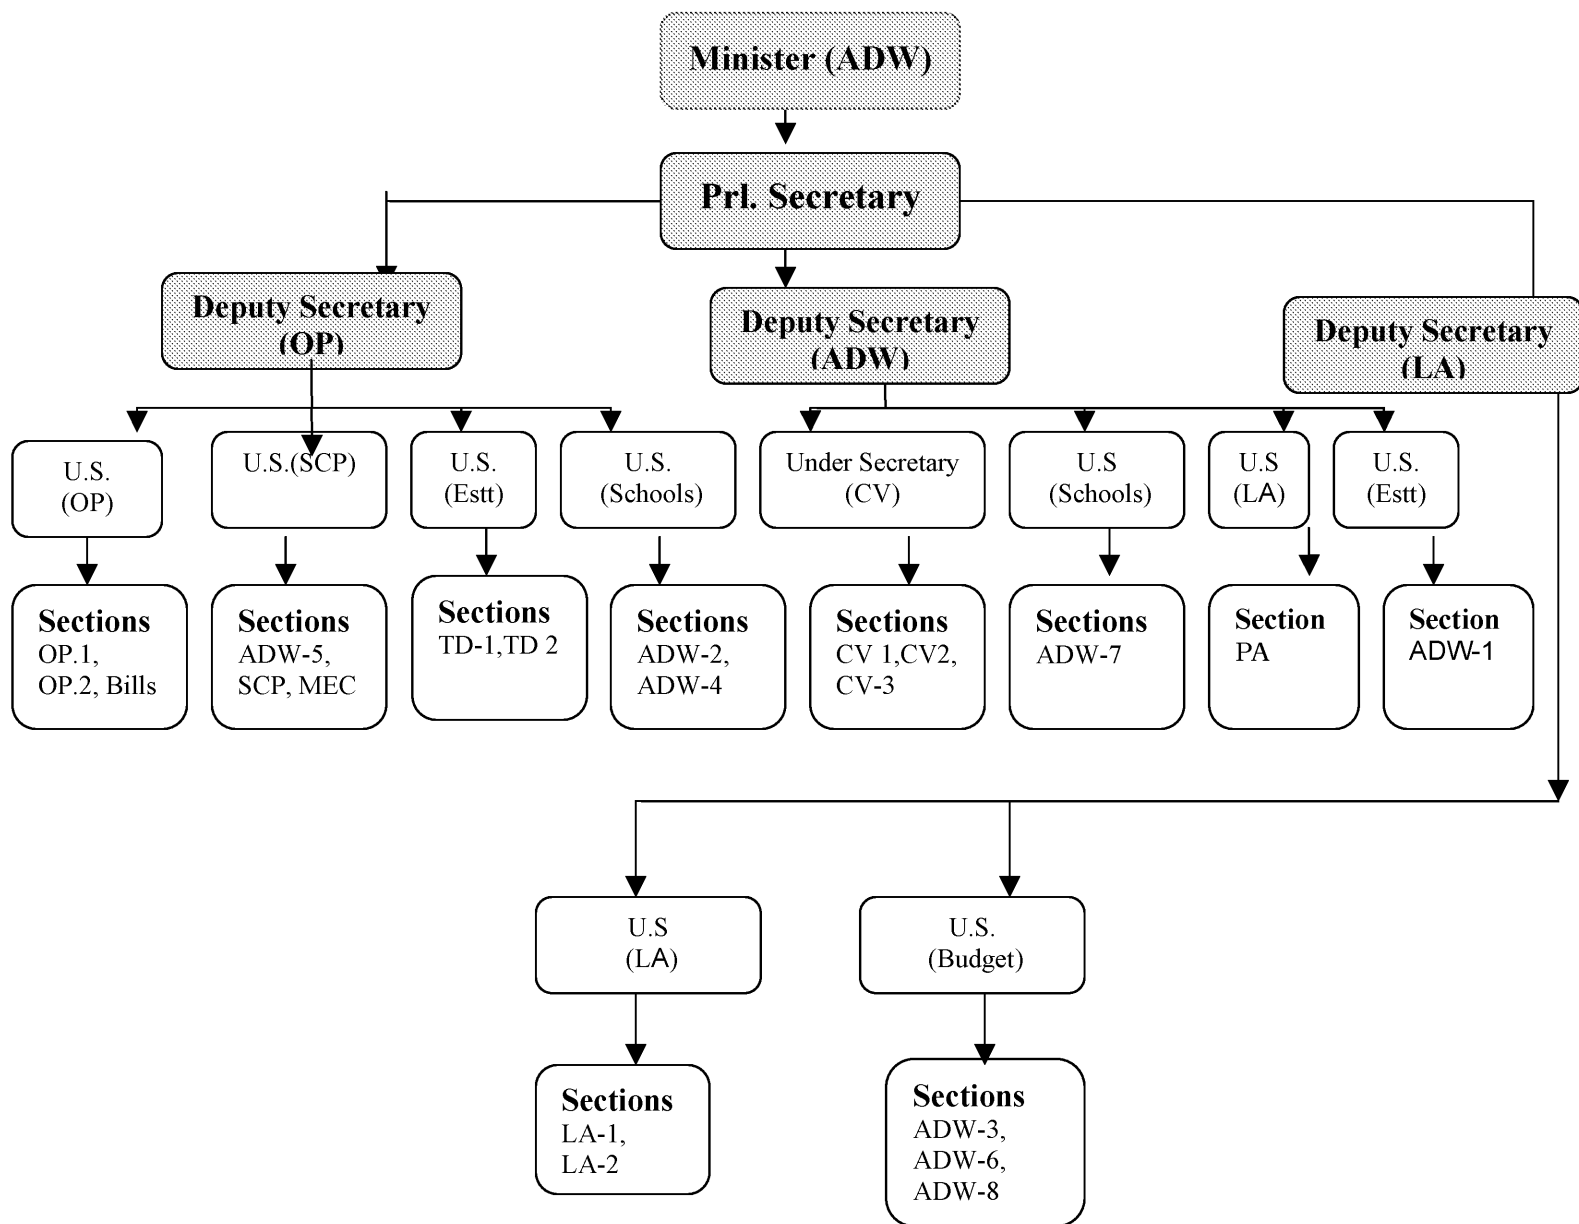 Minister (ADW)
Prl. Secretary
Deputy Secretary
(OP)
Deputy Secretary
(ADW)
Deputy Secretary
(LA)
U.S.
(OP)
U.S.(SCP)
U.S.
(Estt)
U.S.
(Schools)
Under Secretary
(CV)
U.S
(Schools)
U.S
(LA)
U.S.
(Estt)
Sections
OP.1,
OP.2, Bills
Sections
ADW-5,
SCP, MEC
Sections
TD-1,TD 2
Sections
ADW-2,
ADW-4
Sections
CV 1,CV2,
CV-3
Sections
ADW-7
Section
PA
Section
ADW-1
U.S
(LA)
U.S.
(Budget)
Sections
LA-1,
LA-2
Sections
ADW-3,
ADW-6,
ADW-8